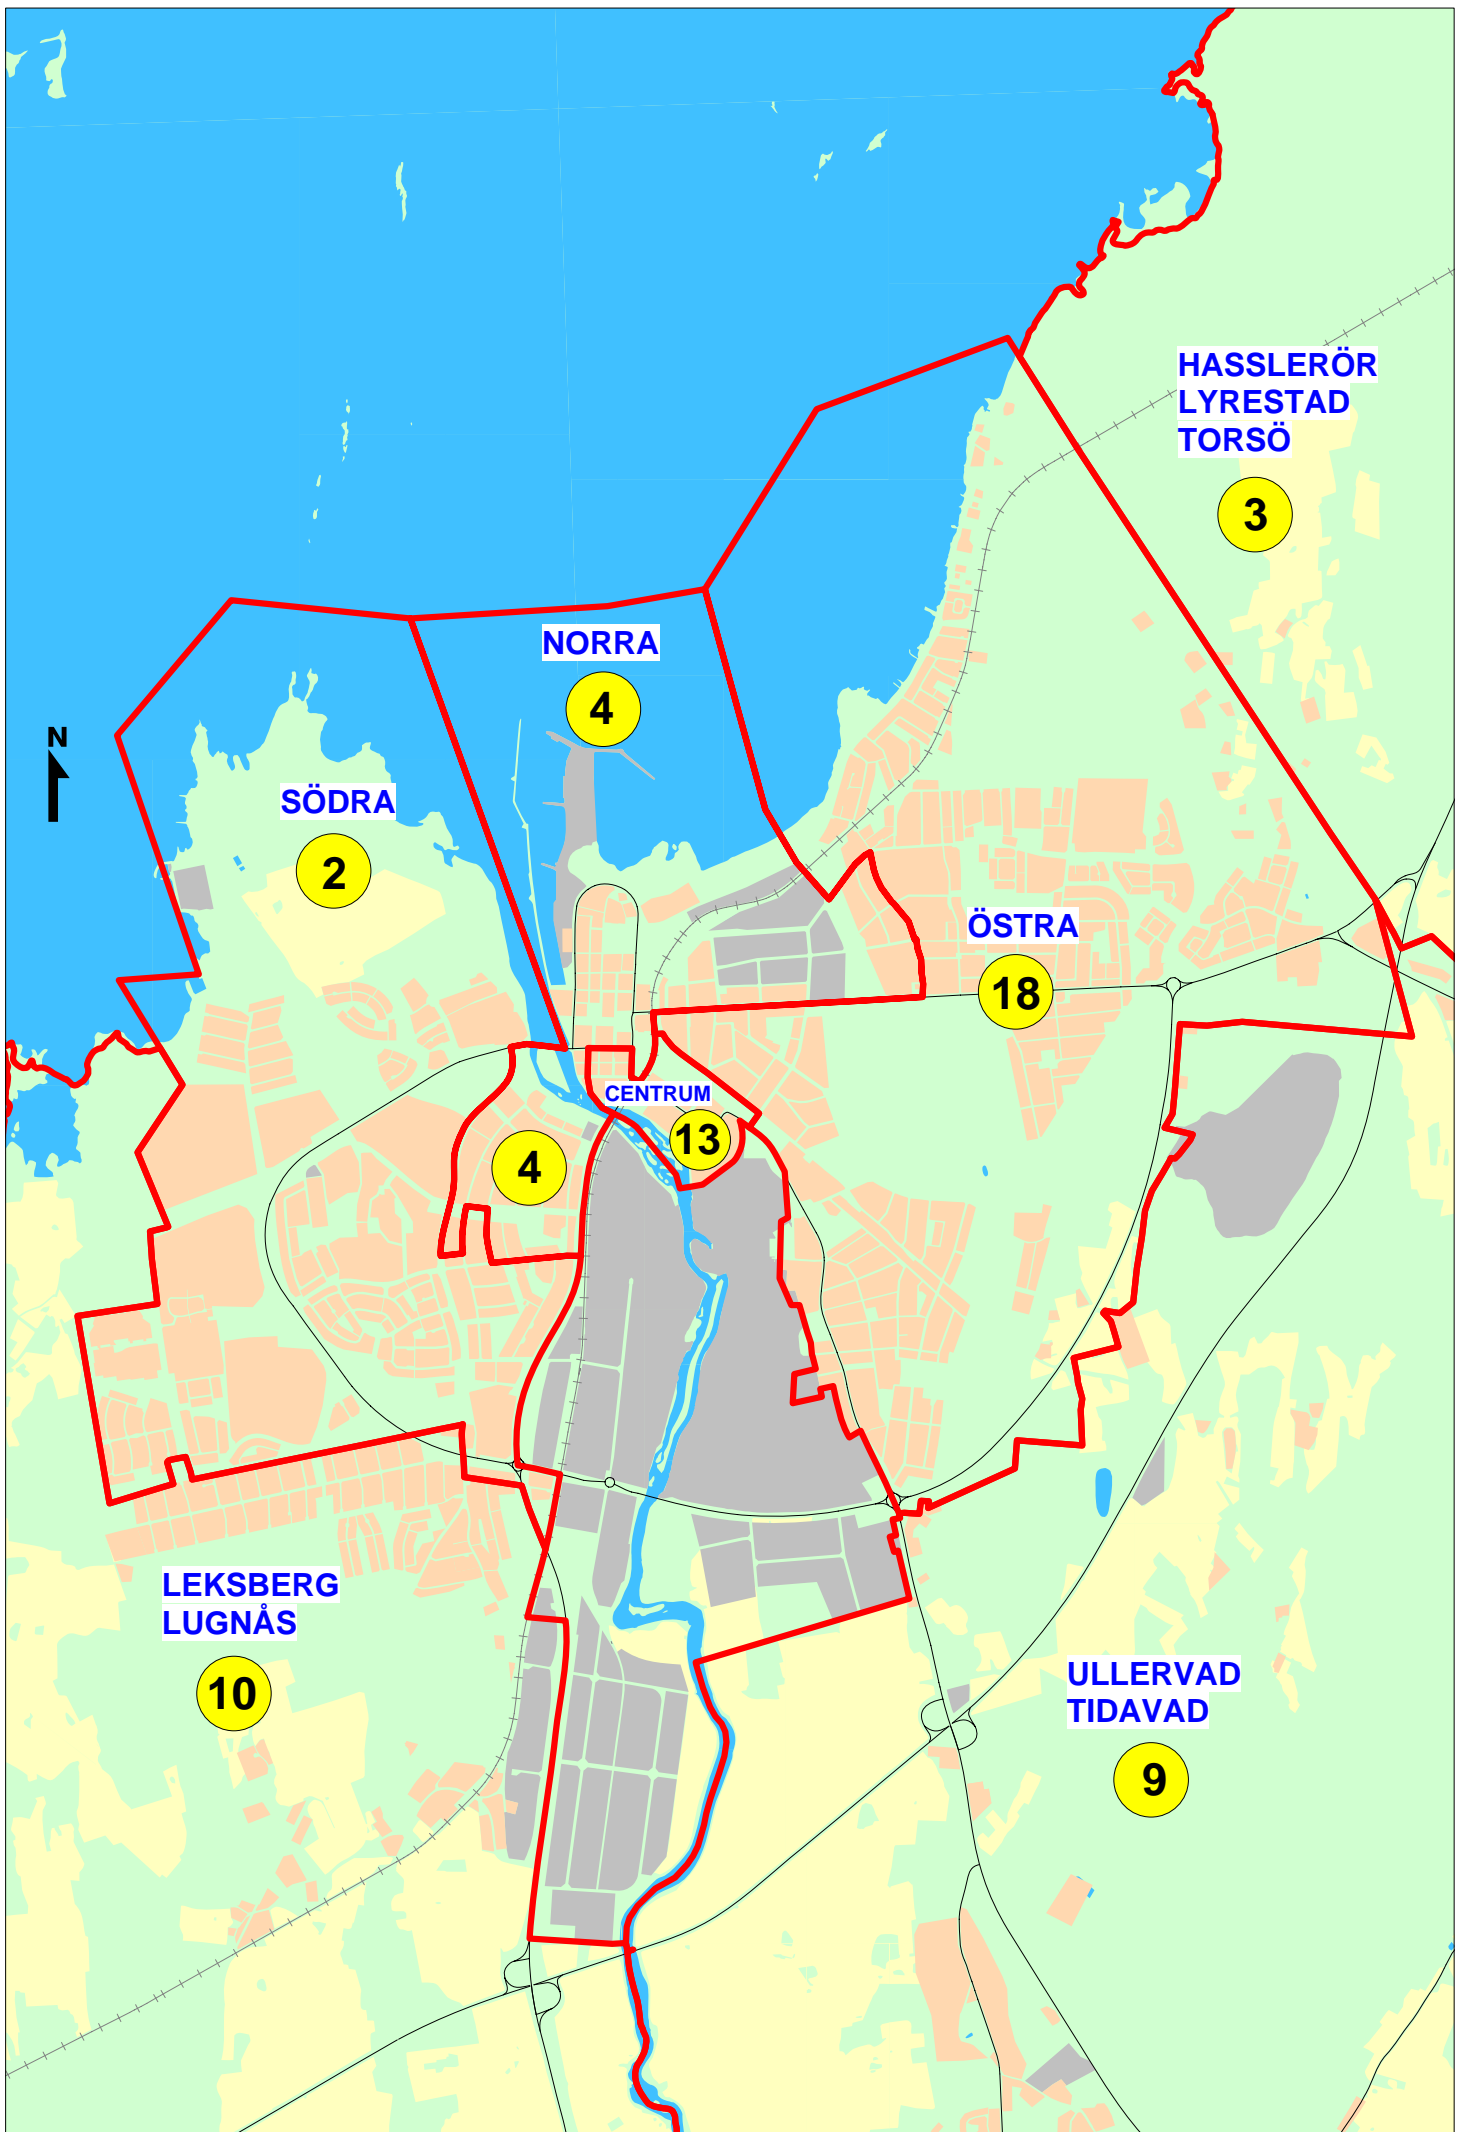 HASSLERÖR
LYRESTAD
TORSÖ
3
NORRA
4
N
SÖDRA
2
ÖSTRA
18
CENTRUM
13
4
LEKSBERG
LUGNÅS
10
ULLERVAD
TIDAVAD
9